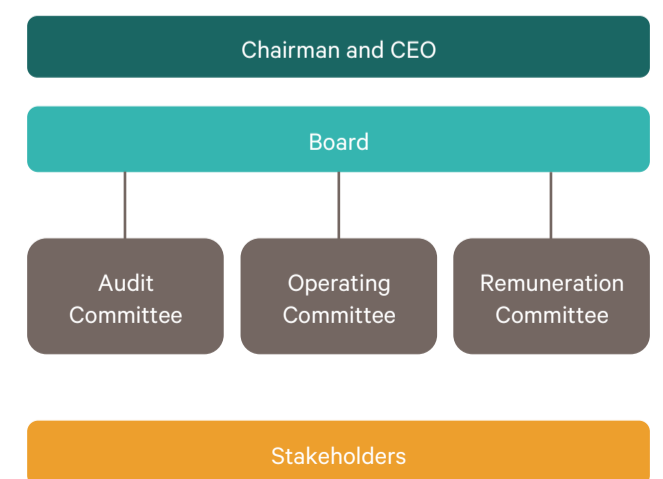 Chairman and CEO
Board
Audit
Committee
Operating
Committee
Remuneration
Committee
Stakeholders